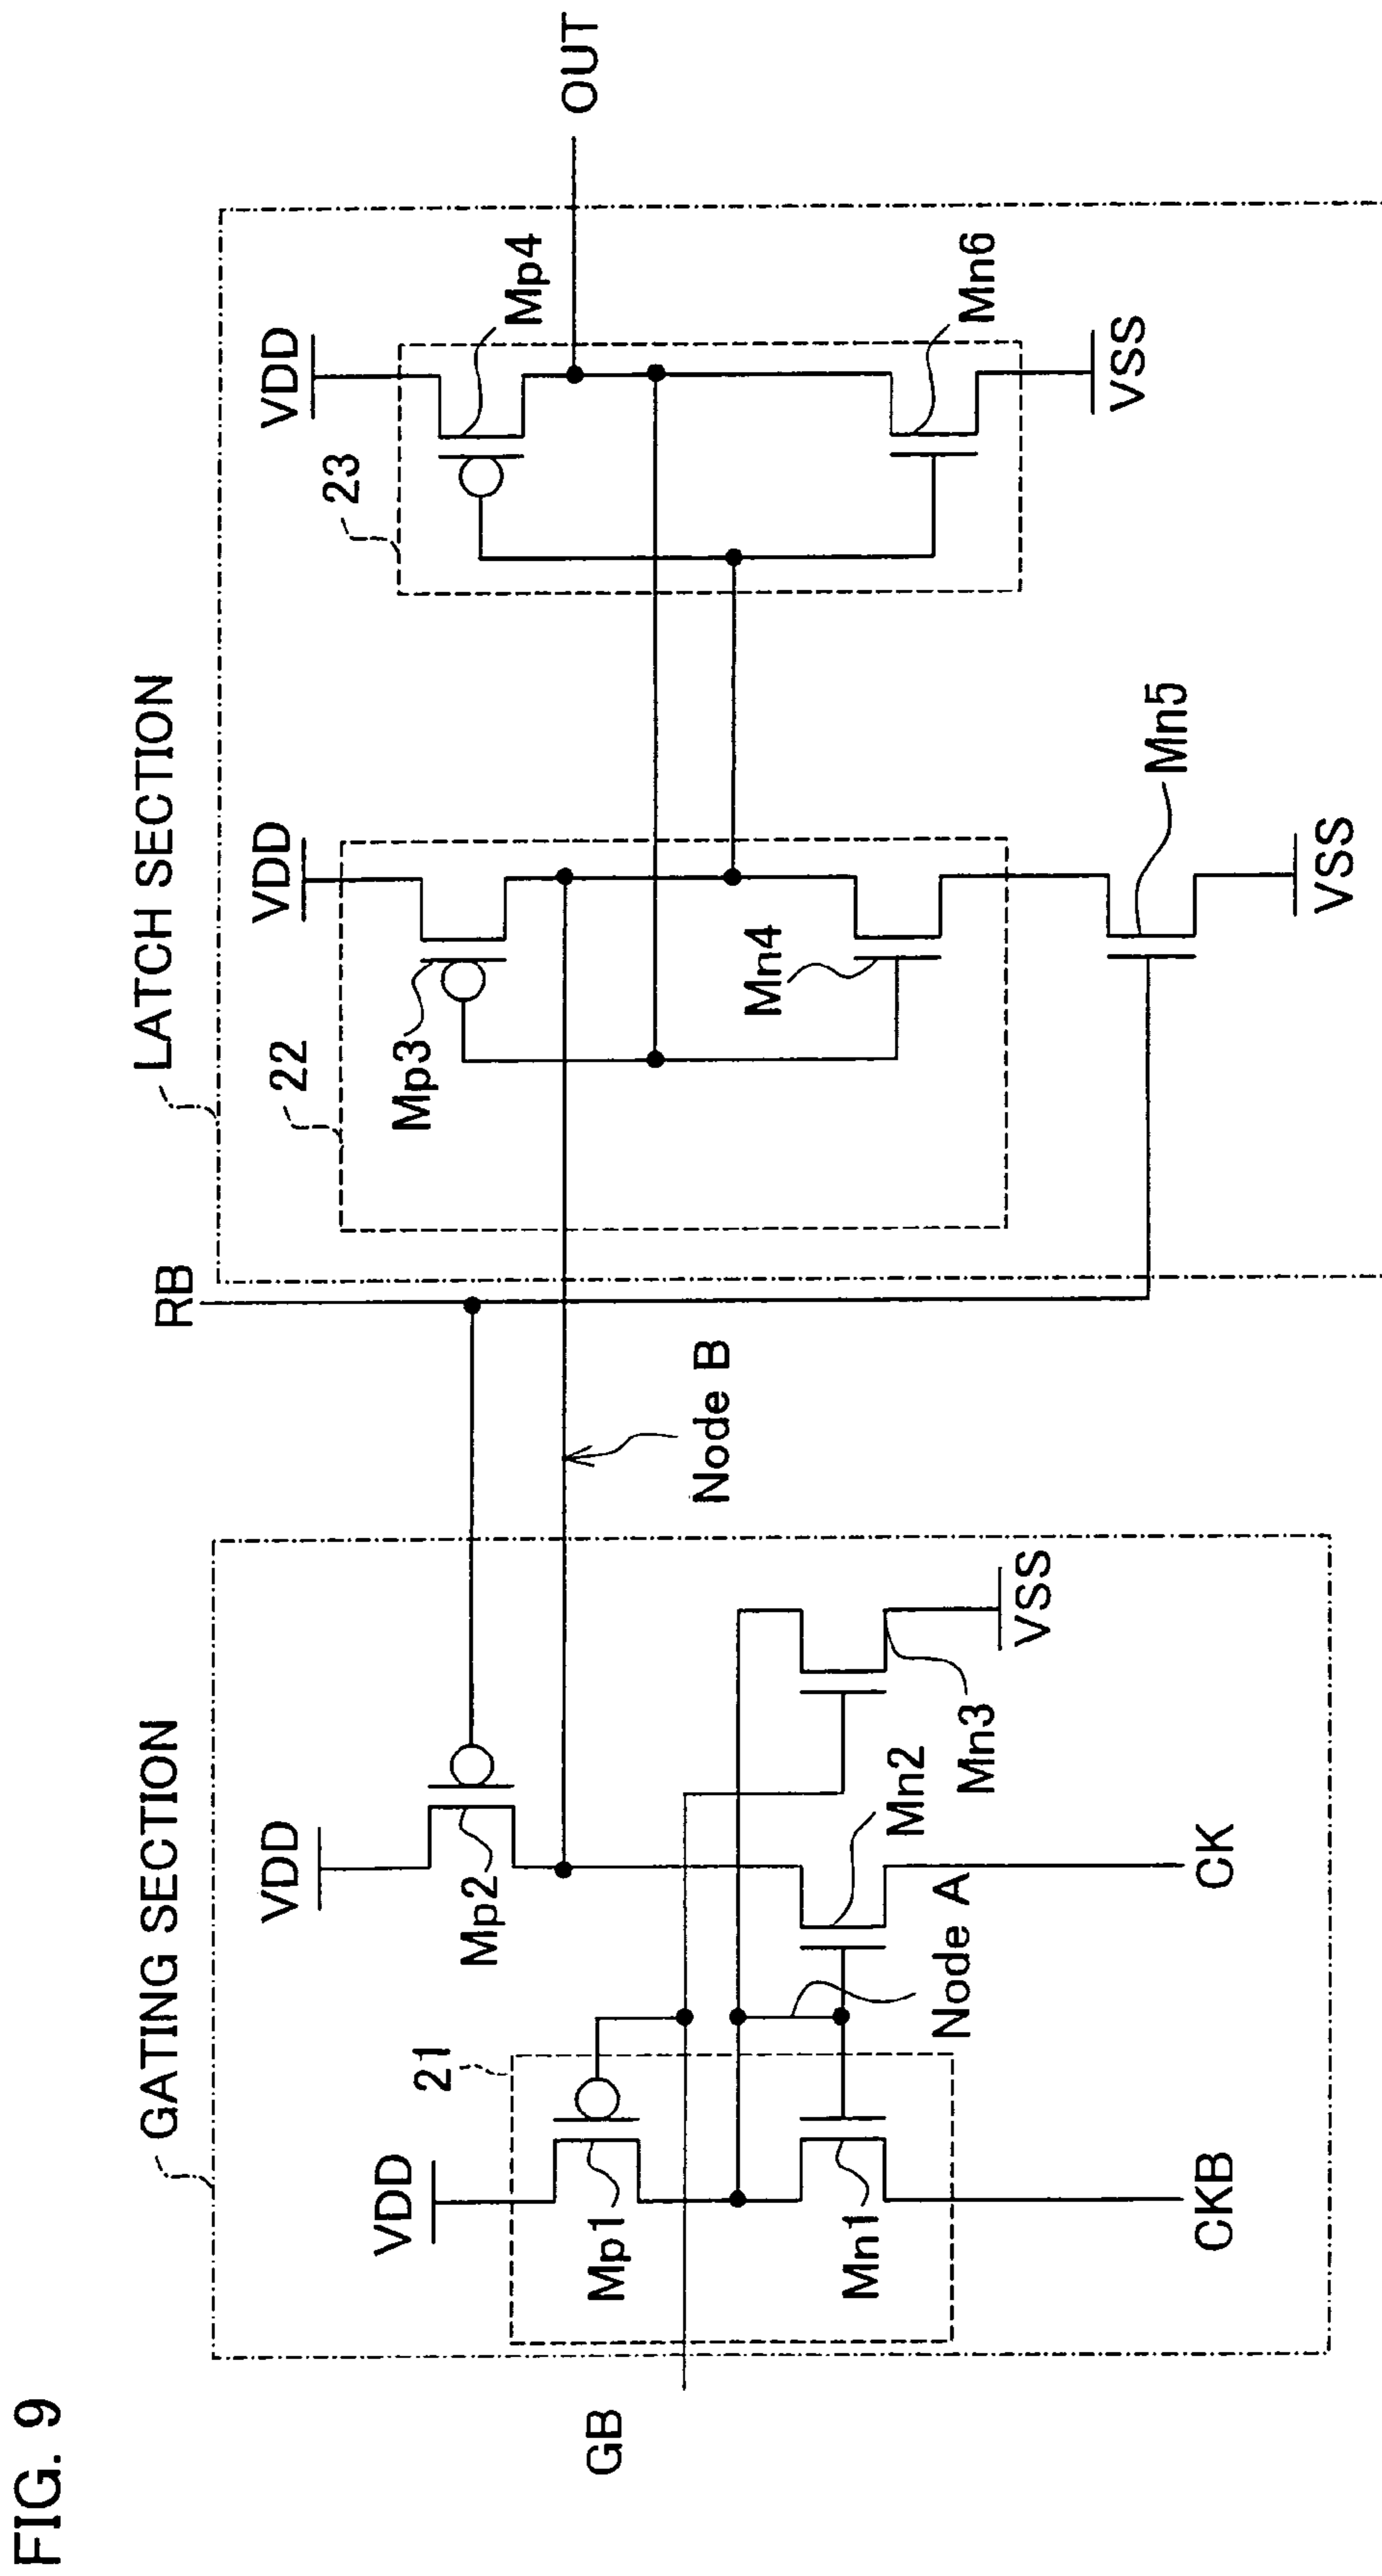 FIG. 9
GATING SECTION
LATCH SECTION
RB
VDD
VDD
VDD
VDD
21
22
23
Mp1
Mp2
Mp3
Mp4
OUT
GB
Node B
Mn1
Mn2
Node A
Mn3
VSS
Mn4
Mn6
VSS
Mn5
CKB
CK
VSS